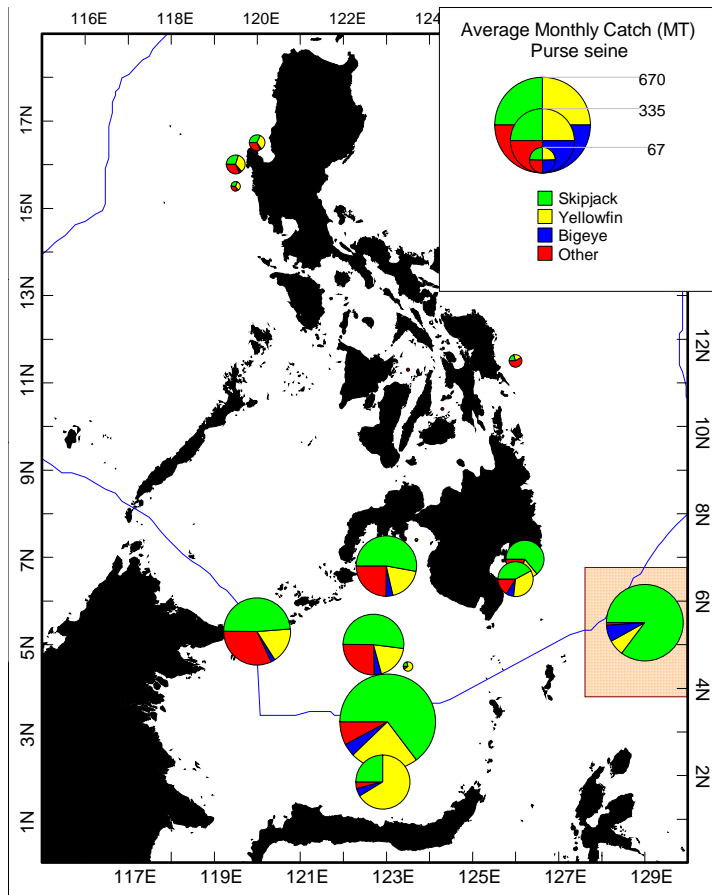 116E 118E 120E 122E 124
Average Monthly Catch (MT)
Purse seine
670
335
67
Skipjack
Yellowfin
Bigeye
Other
17N
15N
13N
11N
9N
7N
5N
3N
1N
12N
10N
8N
6N
4N
2N
117E 119E 121E 123E 125E 127E 129E